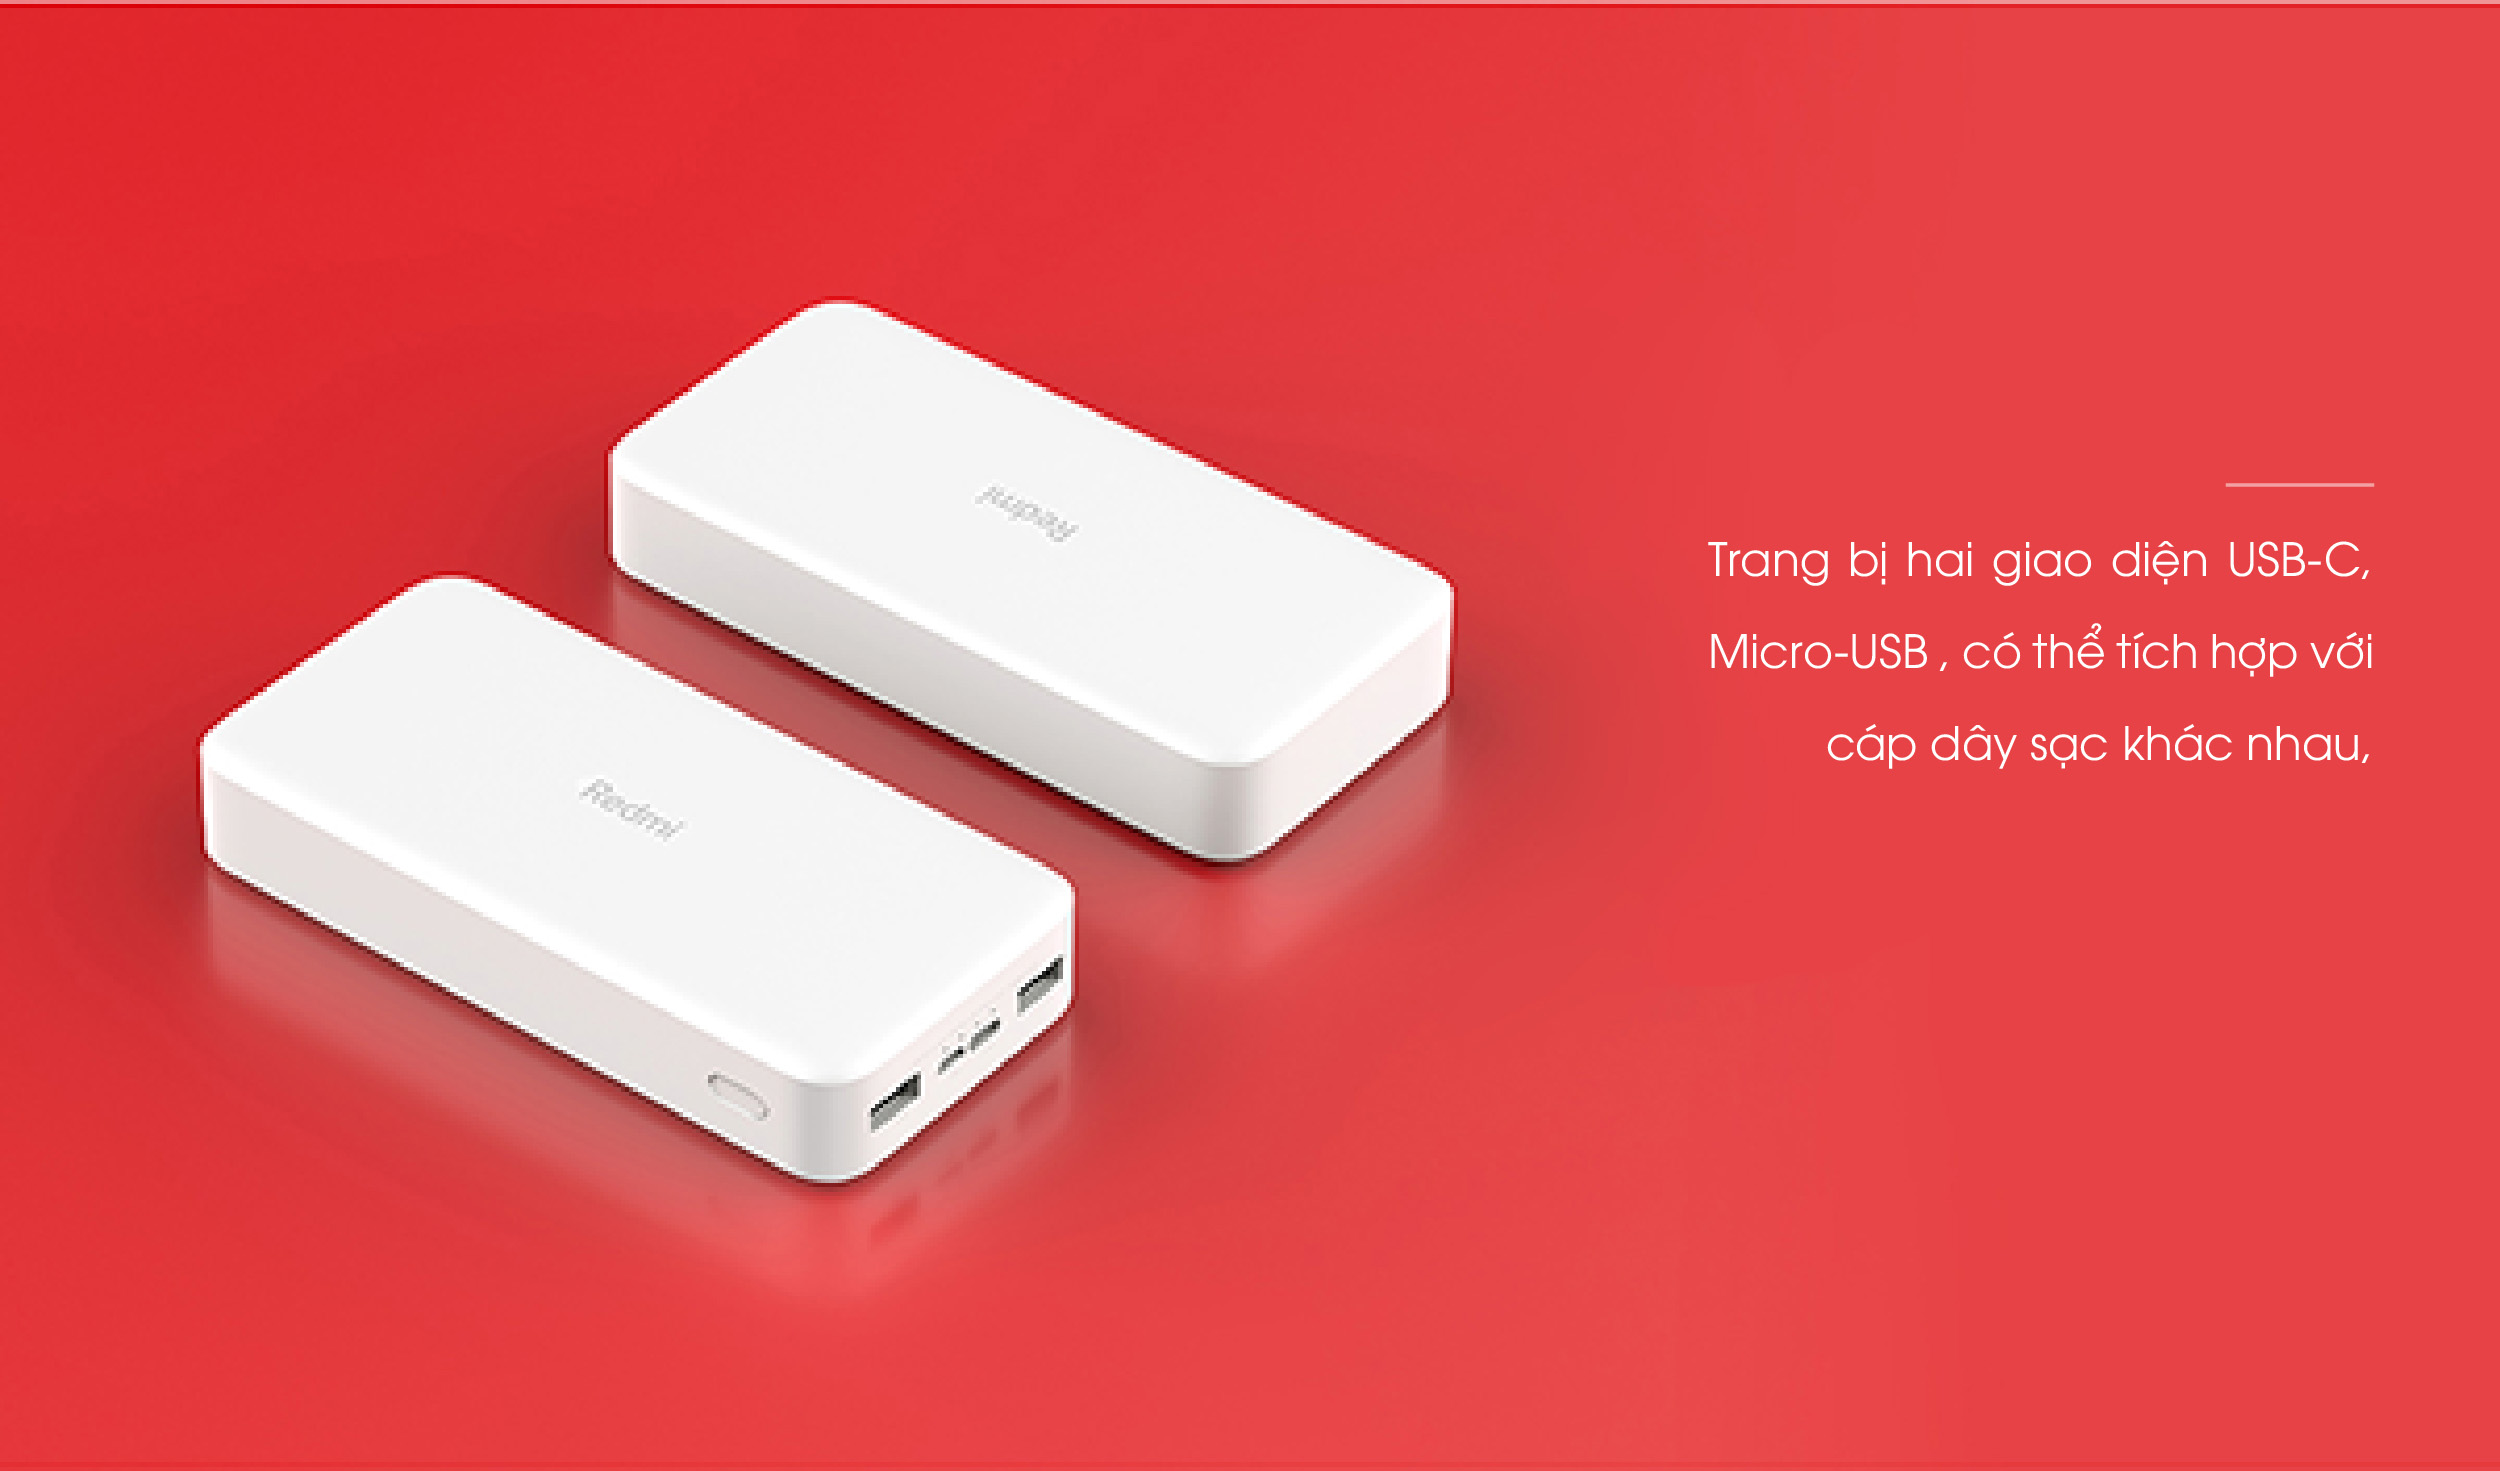 Redmi
Redmi
Trang bị hai giao diện USB-C,
Micro-USB , có thể tích hợp với
cáp dây sạc khác nhau,